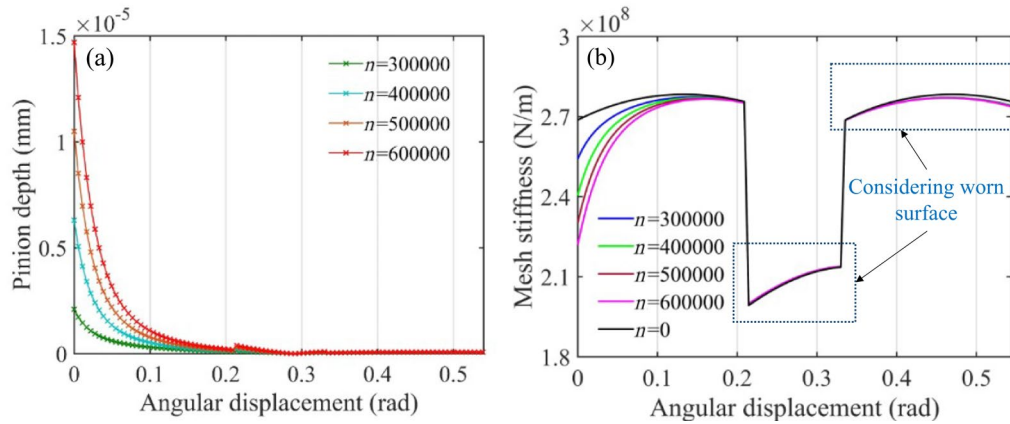 ×10⁻⁵
1.5
1
0.5
0
Pinion depth (mm)
(a)
n=300000
n=400000
n=500000
n=600000
0 0.1 0.2 0.3 0.4 0.5
Angular displacement (rad)
×10⁸
3
2.7
2.4
2.1
1.8
Mesh stiffness (N/m)
(b)
Considering worn
surface
n=300000
n=400000
n=500000
n=600000
n=0
0 0.1 0.2 0.3 0.4 0.5
Angular displacement (rad)